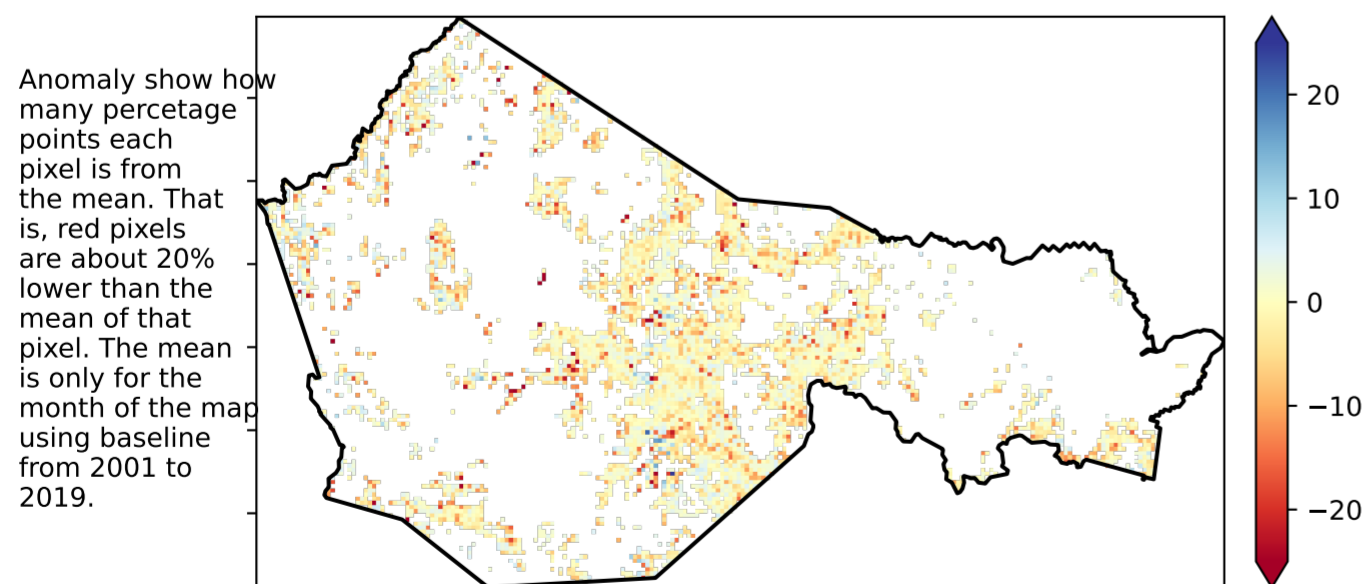 Anomaly show how
many percetage
points each
pixel is from
the mean. That
is, red pixels
are about 20%
lower than the
mean of that
pixel. The mean
is only for the
month of the map
using baseline
from 2001 to
2019.
20
10
0
−10
−20